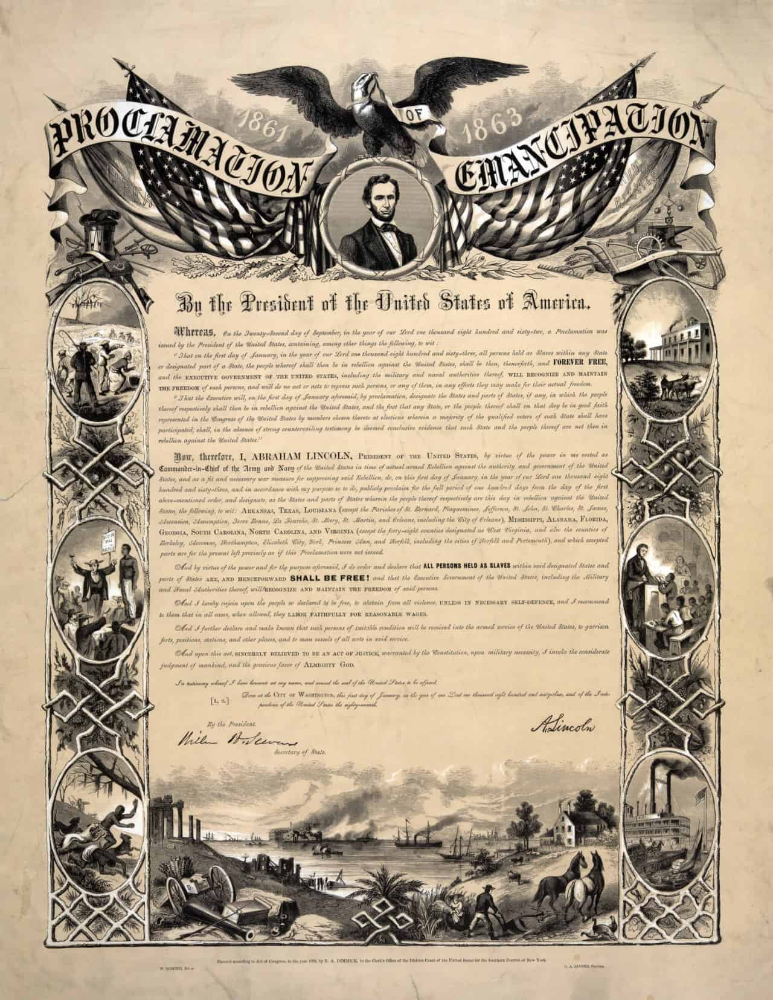 PROCLAMATION OF EMANCIPATION
1861 1863
By the President of the United States of America.
Whereas, On the Twenty-Second day of September, in the year of our Lord one thousand eight hundred and sixty-two, a Proclamation was
issued by the President of the United States, containing, among other things the following, to wit :
"That on the first day of January, in the year of our Lord one thousand eight hundred and sixty-three, all persons held as Slaves within any State
or designated part of a State, the people whereof shall then be in rebellion against the United States, shall be then, thenceforth, and FOREVER FREE,
and the EXECUTIVE GOVERNMENT OF THE UNITED STATES, including the military and naval authorities thereof, WILL RECOGNIZE AND MAINTAIN
THE FREEDOM of such persons, and will do no act or acts to repress such persons, or any of them, in any efforts they may make for their actual freedom.
"That the Executive will, on the first day of January aforesaid, by proclamation, designate the States and parts of States, if any, in which the people
thereof respectively shall then be in rebellion against the United States, and the fact that any State, or the people thereof shall on that day be in good faith
represented in the Congress of the United States by members chosen thereto at elections wherein a majority of the qualified voters of such State shall have
participated, shall, in the absence of strong countervailing testimony be deemed conclusive evidence that such State and the people thereof are not then in
rebellion against the United States."
Now, therefore, I, ABRAHAM LINCOLN, PRESIDENT OF THE UNITED STATES, by virtue of the power in me vested as
Commander-in-Chief of the Army and Navy of the United States in time of actual armed Rebellion against the authority and government of the United
States, and as a fit and necessary war measure for suppressing said Rebellion, do, on this first day of January, in the year of our Lord one thousand eight
hundred and sixty-three, and in accordance with my purpose so to do, publicly proclaim for the full period of one hundred days from the day of the first
above-mentioned order, and designate, as the States and parts of States wherein the people thereof respectively are this day in rebellion against the United
States, the following, to wit: ARKANSAS, TEXAS, LOUISIANA (except the Parishes of St. Bernard, Plaquemines, Jefferson, St. John, St. Charles, St. James,
Ascension, Assumption, Terre Bonne, La Fourche, St. Mary, St. Martin, and Orleans, including the City of Orleans), MISSISSIPPI, ALABAMA, FLORIDA,
GEORGIA, SOUTH CAROLINA, NORTH CAROLINA, AND VIRGINIA (except the forty-eight counties designated as West Virginia, and also the counties of
Berkeley, Accomac, Northampton, Elizabeth City, York, Princess Ann, and Norfolk, including the cities of Norfolk and Portsmouth), and which excepted
parts are for the present left precisely as if this Proclamation were not issued.
And by virtue of the power and for the purpose aforesaid, I do order and declare that ALL PERSONS HELD AS SLAVES within said designated States and
parts of States ARE, AND HENCEFORWARD SHALL BE FREE! and that the Executive Government of the United States, including the Military
and Naval Authorities thereof, will RECOGNIZE AND MAINTAIN THE FREEDOM of said persons.
And I hereby enjoin upon the people so declared to be free, to abstain from all violence, UNLESS IN NECESSARY SELF-DEFENCE, and I recommend
to them that in all cases, when allowed, they LABOR FAITHFULLY FOR REASONABLE WAGES.
And I further declare and make known that such persons of suitable condition will be received into the armed service of the United States, to garrison
forts, positions, stations, and other places, and to man vessels of all sorts in said service.
And upon this act, SINCERELY BELIEVED TO BE AN ACT OF JUSTICE, warranted by the Constitution, upon military necessity, I invoke the considerate
judgment of mankind, and the gracious favor of ALMIGHTY GOD.
In testimony whereof I have hereunto set my name, and caused the seal of the United States, to be affixed.
[L. S.] Done at the CITY OF WASHINGTON, this first day of January, in the year of our Lord one thousand eight hundred and sixty-three, and of the Inde-
pendence of the United States the eighty-seventh.
By the President. A. Lincoln
William H. Seward
Secretary of State.
Entered according to Act of Congress, in the year 1864, by R. A. DIMMICK, in the Clerk's Office of the District Court of the United States for the Southern District of New York.
W. ROBERTS, C. A. ALVORD, Printer.